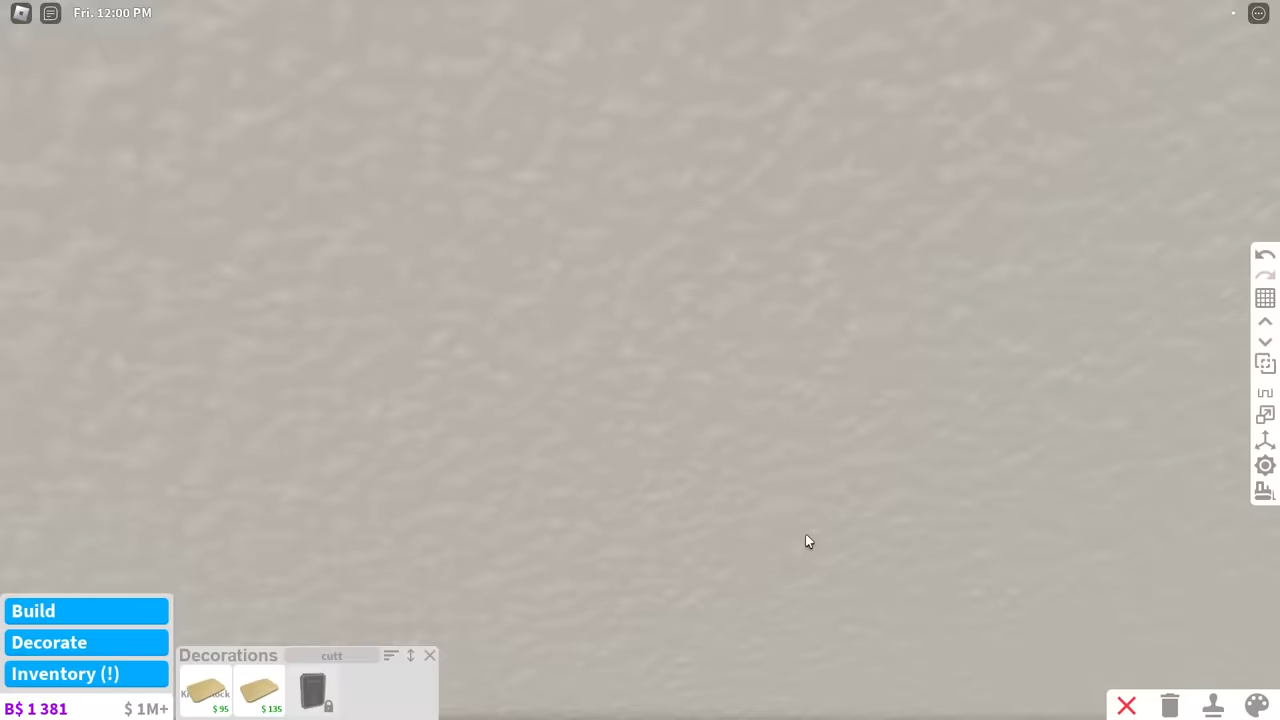 Fri. 12:00 PM
Build
Decorate
Inventory (!)
B$ 1 381 $ 1M+
Decorations cutt
$ 95 $ 135